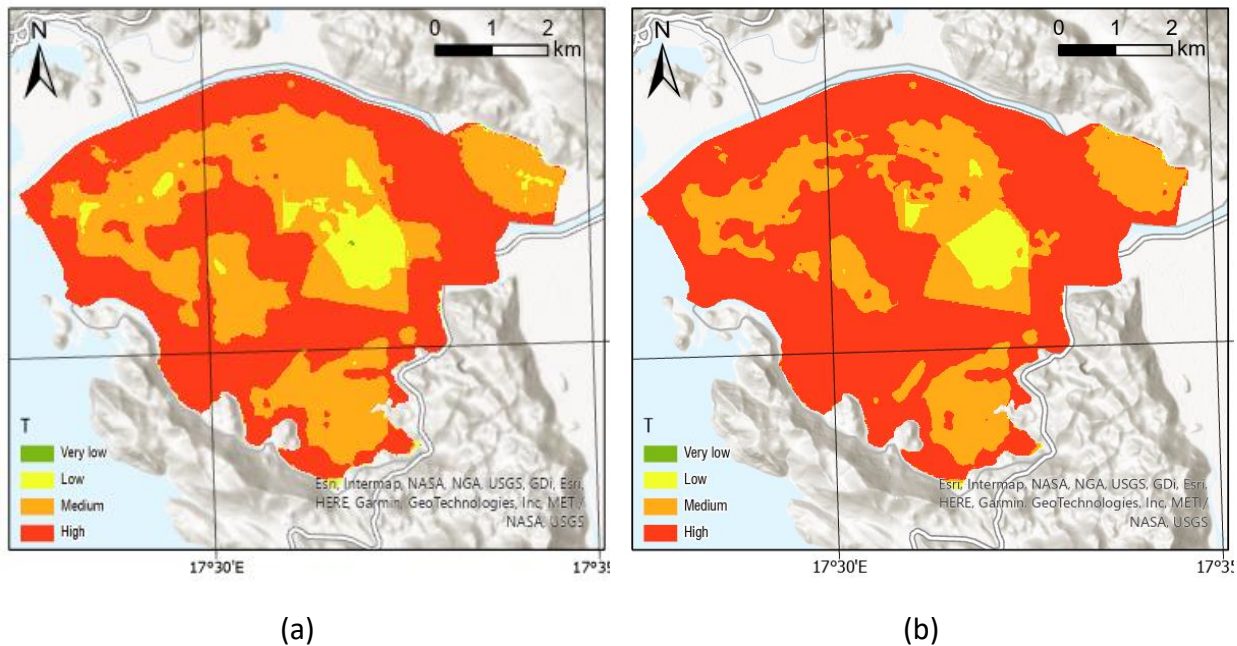 N
0 1 2
km
T
Very low
Low
Medium
High
Esri, Intermap, NASA, NGA, USGS, GDi, Esri,
HERE, Garmin, GeoTechnologies, Inc, METI/
NASA, USGS
17°30'E
17°35
(a)
N
0 1 2
km
T
Very low
Low
Medium
High
Esri, Intermap, NASA, NGA, USGS, GDi, Esri,
HERE, Garmin, GeoTechnologies, Inc, METI/
NASA, USGS
17°30'E
17°35
(b)